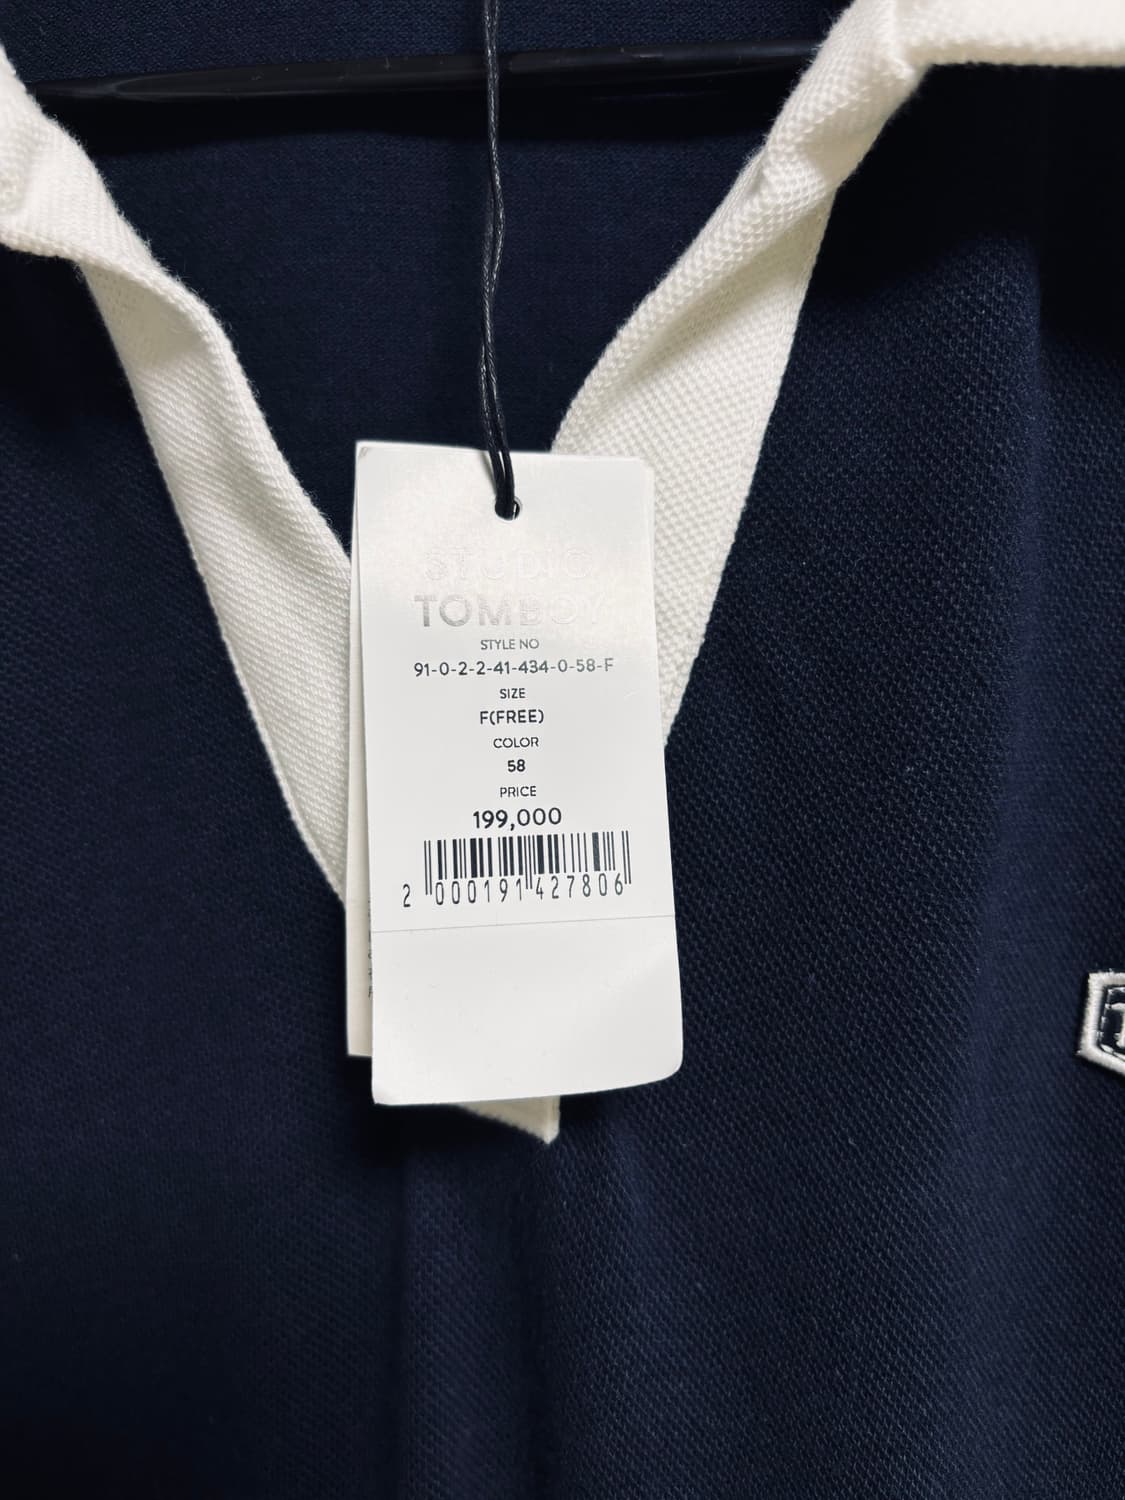 STUDIO
TOMBOY
STYLE NO
91-0-2-2-41-434-0-58-F
SIZE
F(FREE)
COLOR
58
PRICE
199,000
2 000191 427806